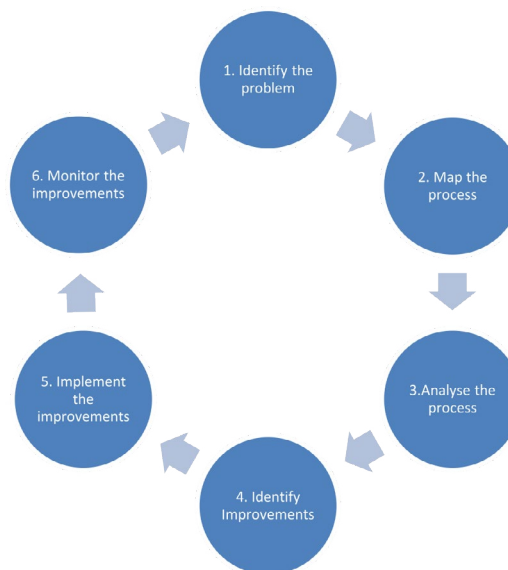 1. Identify the
problem
2. Map the
process
3.Analyse the
process
4. Identify
Improvements
5. Implement
the
improvements
6. Monitor the
improvements